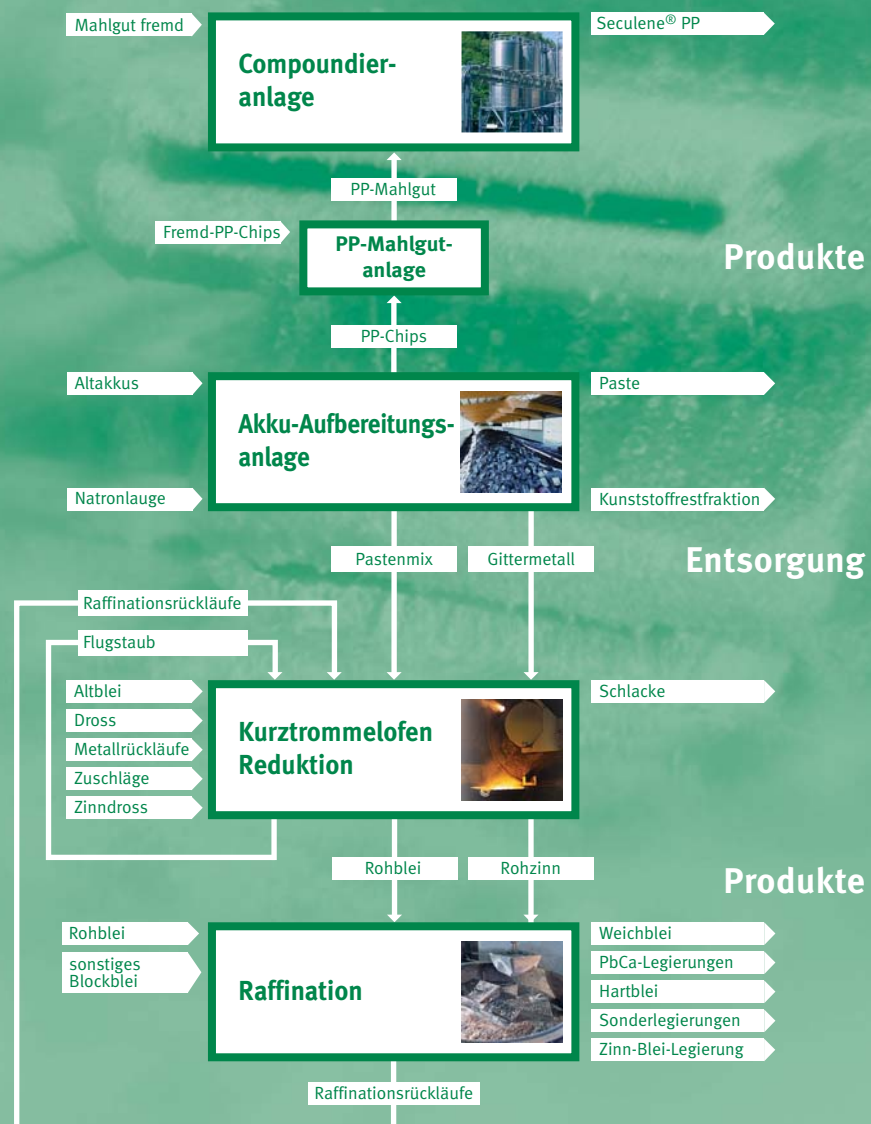 Mahlgut fremd
Seculene® PP
Compoundier-
anlage
PP-Mahlgut
Fremd-PP-Chips
PP-Mahlgut-
anlage
Produkte
PP-Chips
Altakkus
Paste
Akku-Aufbereitungs-
anlage
Natronlauge
Kunststoffrestfraktion
Pastenmix
Gittermetall
Entsorgung
Raffinationsrückläufe
Flugstaub
Altblei
Dross
Metallrückläufe
Zuschläge
Zinndross
Kurztrommelofen
Reduktion
Schlacke
Rohblei
Rohzinn
Produkte
Rohblei
sonstiges
Blockblei
Raffination
Weichblei
PbCa-Legierungen
Hartblei
Sonderlegierungen
Zinn-Blei-Legierung
Raffinationsrückläufe